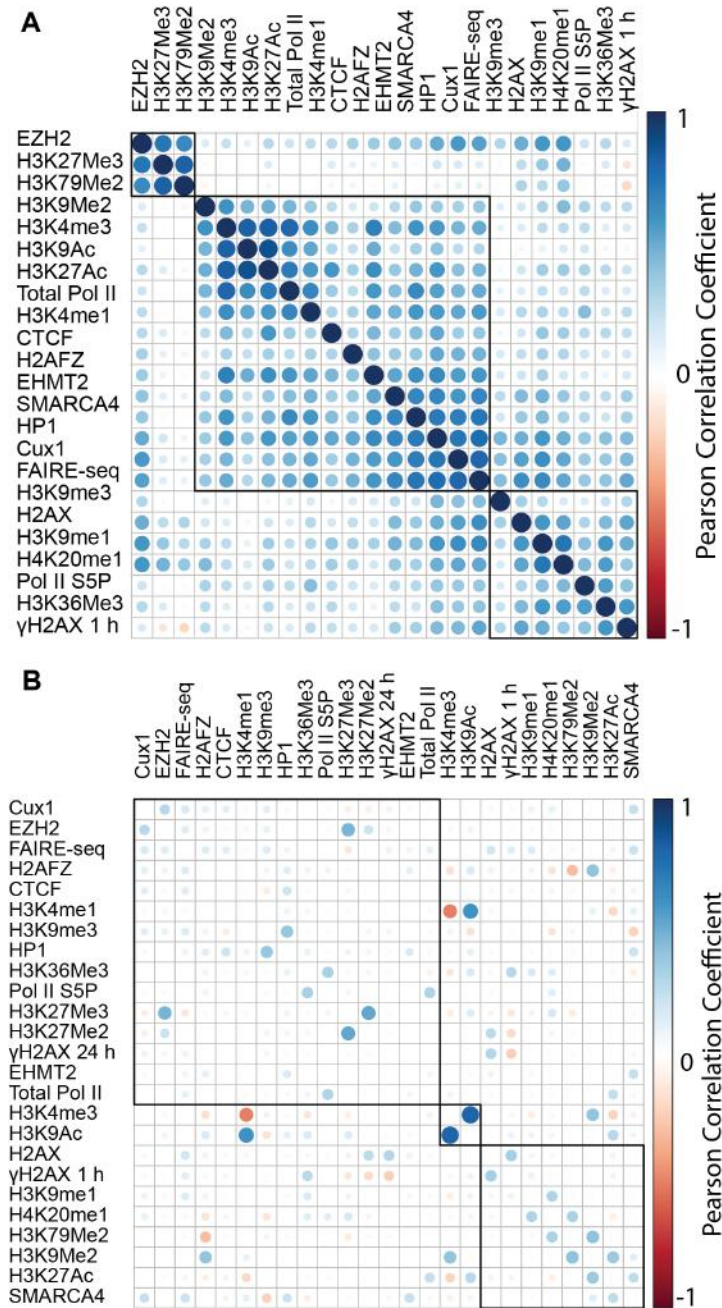 A
EZH2
H3K27Me3
H3K79Me2
H3K9Me2
H3K4me3
H3K9Ac
H3K27Ac
Total Pol II
H3K4me1
CTCF
H2AFZ
EHMT2
SMARCA4
HP1
Cux1
FAIRE-seq
H3K9me3
H2AX
H3K9me1
H4K20me1
Pol II S5P
H3K36Me3
γH2AX 1 h
EZH2
H3K27Me3
H3K79Me2
H3K9Me2
H3K4me3
H3K9Ac
H3K27Ac
Total Pol II
H3K4me1
CTCF
H2AFZ
EHMT2
SMARCA4
HP1
Cux1
FAIRE-seq
H3K9me3
H2AX
H3K9me1
H4K20me1
Pol II S5P
H3K36Me3
γH2AX 1 h
1
0
-1
Pearson Correlation Coefficient
B
Cux1
EZH2
FAIRE-seq
H2AFZ
CTCF
H3K4me1
H3K9me3
HP1
H3K36Me3
Pol II S5P
H3K27Me3
H3K27Me2
γH2AX 24 h
EHMT2
Total Pol II
H3K4me3
H3K9Ac
H2AX
γH2AX 1 h
H3K9me1
H4K20me1
H3K79Me2
H3K9Me2
H3K27Ac
SMARCA4
Cux1
EZH2
FAIRE-seq
H2AFZ
CTCF
H3K4me1
H3K9me3
HP1
H3K36Me3
Pol II S5P
H3K27Me3
H3K27Me2
γH2AX 24 h
EHMT2
Total Pol II
H3K4me3
H3K9Ac
H2AX
γH2AX 1 h
H3K9me1
H4K20me1
H3K79Me2
H3K9Me2
H3K27Ac
SMARCA4
1
0
-1
Pearson Correlation Coefficient